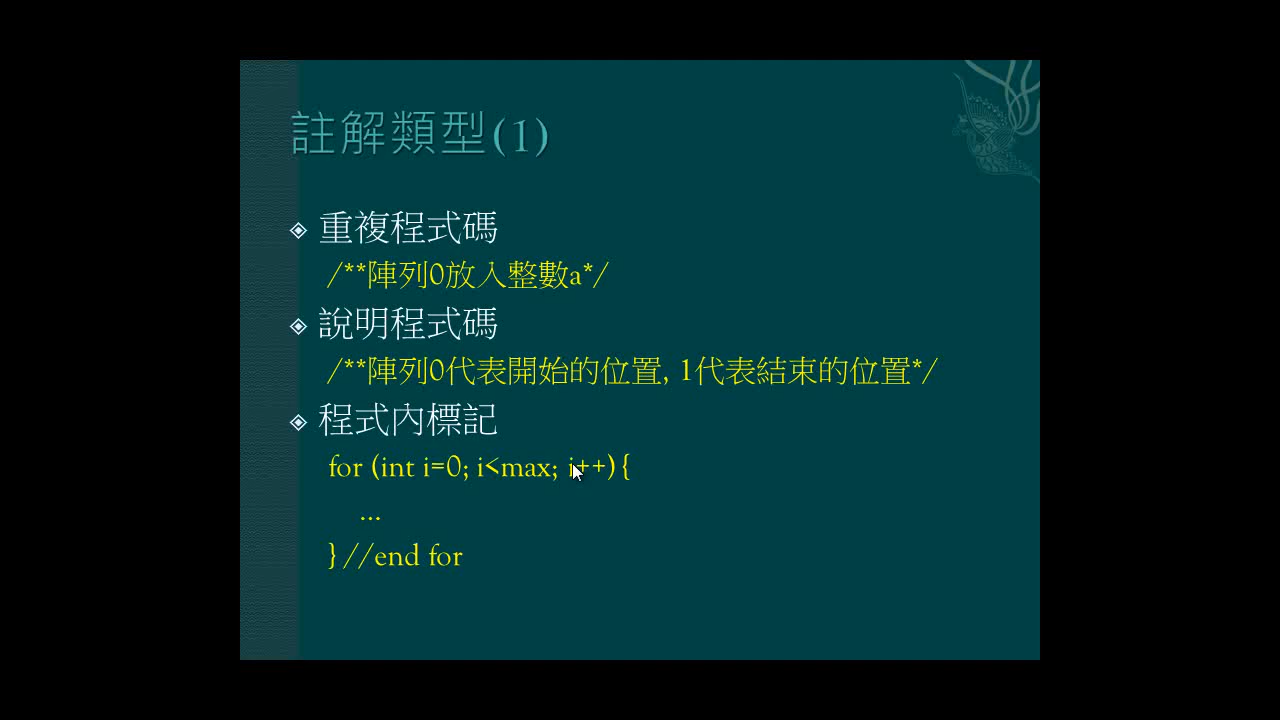 註解類型(1)
重複程式碼
/**陣列0放入整數a*/
說明程式碼
/**陣列0代表開始的位置, 1代表結束的位置*/
程式內標記
for (int i=0; i<max; i++){
...
} //end for